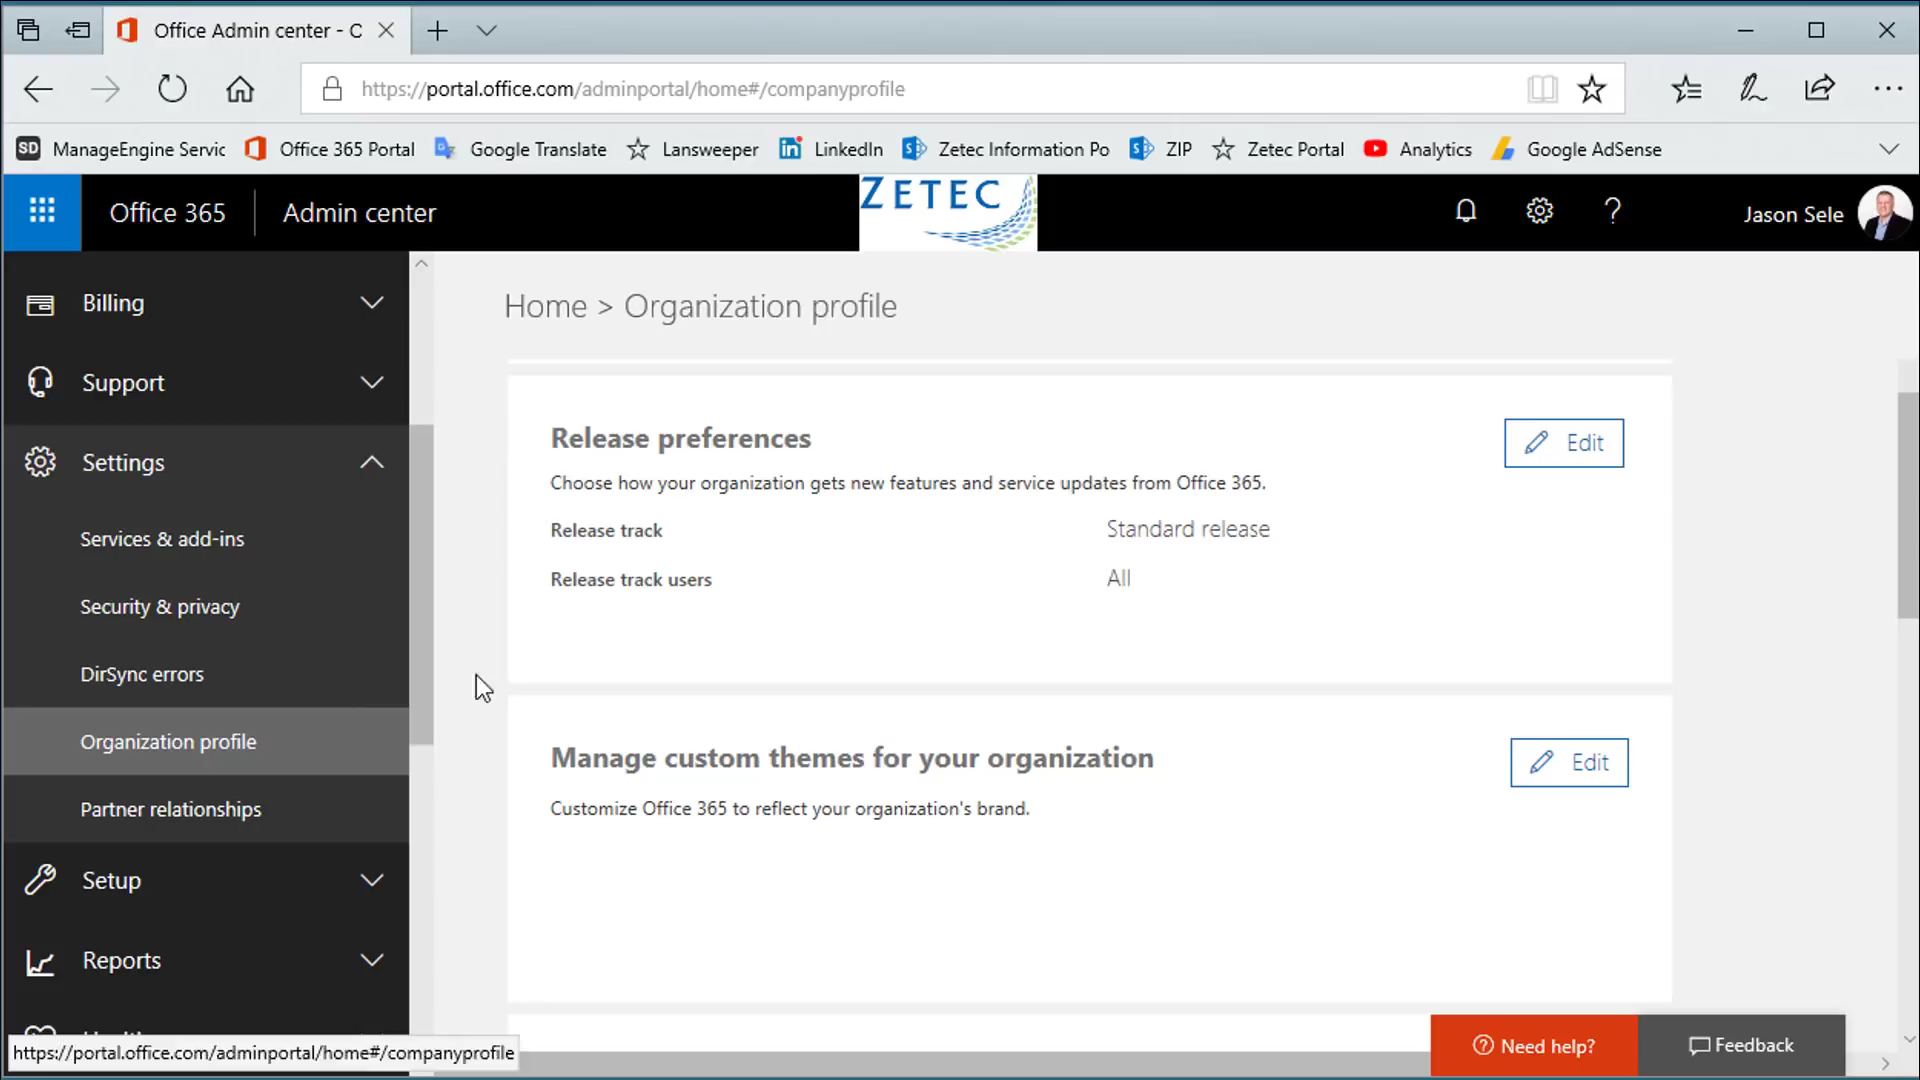 Office Admin center - C
https://portal.office.com/adminportal/home#/companyprofile
SD ManageEngine Servic Office 365 Portal Google Translate Lansweeper LinkedIn Zetec Information Po ZIP Zetec Portal Analytics Google AdSense
Office 365 Admin center ZETEC Jason Sele
Billing
Support
Settings
Services & add-ins
Security & privacy
DirSync errors
Organization profile
Partner relationships
Setup
Reports
https://portal.office.com/adminportal/home#/companyprofile
Home > Organization profile
Release preferences
Edit
Choose how your organization gets new features and service updates from Office 365.
Release track Standard release
Release track users All
Manage custom themes for your organization
Edit
Customize Office 365 to reflect your organization's brand.
Need help? Feedback